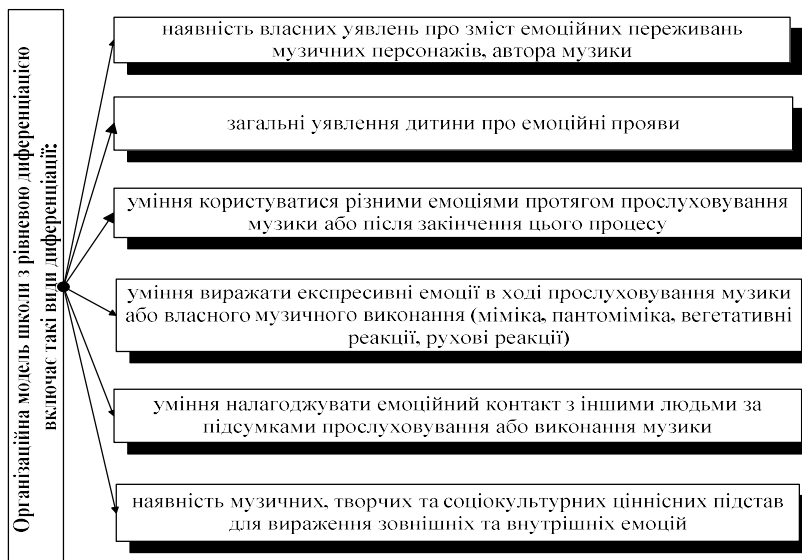 Організаційна модель школи з рівневою диференціацією
включає такі види диференціації:
наявність власних уявлень про зміст емоційних переживань
музичних персонажів, автора музики
загальні уявлення дитини про емоційні прояви
уміння користуватися різними емоціями протягом прослуховування
музики або після закінчення цього процесу
уміння виражати експресивні емоції в ході прослуховування музики
або власного музичного виконання (міміка, пантоміміка, вегетативні
реакції, рухові реакції)
уміння налагоджувати емоційний контакт з іншими людьми за
підсумками прослуховування або виконання музики
наявність музичних, творчих та соціокультурних ціннісних підстав
для вираження зовнішніх та внутрішніх емоцій